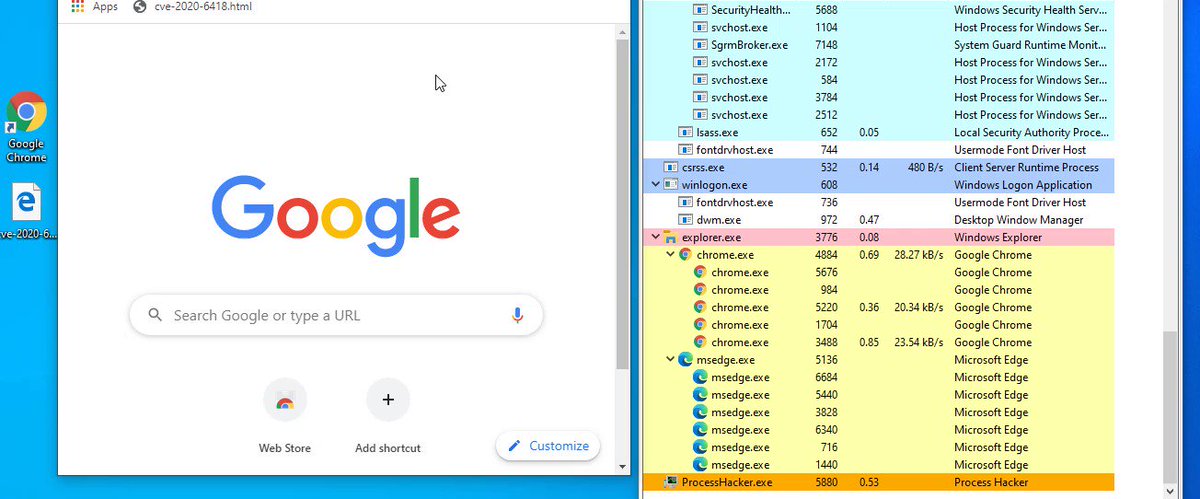 Apps cve-2020-6418.html
Google
Chrome
cve-2020-6...
Google
Search Google or type a URL
Web Store Add shortcut
Customize
SecurityHealth... 5688 Windows Security Health Serv...
svchost.exe 1104 Host Process for Windows Ser...
SgrmBroker.exe 7148 System Guard Runtime Monit...
svchost.exe 2172 Host Process for Windows Ser...
svchost.exe 584 Host Process for Windows Ser...
svchost.exe 3784 Host Process for Windows Ser...
svchost.exe 2512 Host Process for Windows Ser...
lsass.exe 652 0.05 Local Security Authority Proce...
fontdrvhost.exe 744 Usermode Font Driver Host
csrss.exe 532 0.14 480 B/s Client Server Runtime Process
winlogon.exe 608 Windows Logon Application
fontdrvhost.exe 736 Usermode Font Driver Host
dwm.exe 972 0.47 Desktop Window Manager
explorer.exe 3776 0.08 Windows Explorer
chrome.exe 4884 0.69 28.27 kB/s Google Chrome
chrome.exe 5676 Google Chrome
chrome.exe 984 Google Chrome
chrome.exe 5220 0.36 20.34 kB/s Google Chrome
chrome.exe 1704 Google Chrome
chrome.exe 3488 0.85 23.54 kB/s Google Chrome
msedge.exe 5136 Microsoft Edge
msedge.exe 6684 Microsoft Edge
msedge.exe 5440 Microsoft Edge
msedge.exe 3828 Microsoft Edge
msedge.exe 6340 Microsoft Edge
msedge.exe 716 Microsoft Edge
msedge.exe 1440 Microsoft Edge
ProcessHacker.exe 5880 0.53 Process Hacker